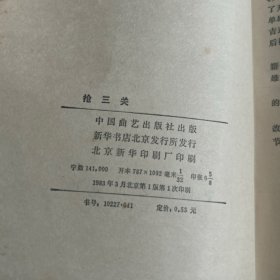 抢三关
中国曲艺出版社出版
新华书店北京发行所发行
北京新华印刷厂印刷
字数141,000 开本787×1092毫米1/32 印张6 5/8
1983年3月北京第1版第1次印刷
书号：10227·041 定价：0.55元